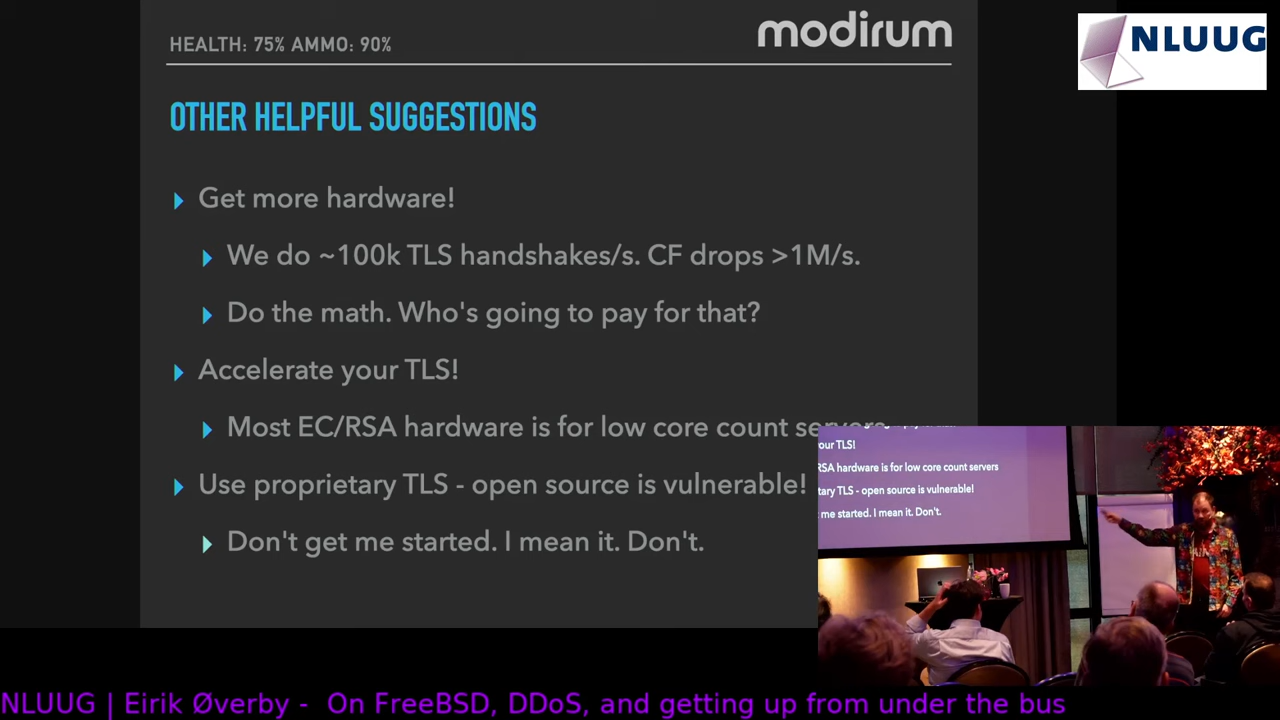 HEALTH: 75% AMMO: 90%
modirum
NLUUG
OTHER HELPFUL SUGGESTIONS
Get more hardware!
We do ~100k TLS handshakes/s. CF drops >1M/s.
Do the math. Who's going to pay for that?
Accelerate your TLS!
Most EC/RSA hardware is for low core count servers
Use proprietary TLS - open source is vulnerable!
Don't get me started. I mean it. Don't.
our TLS!
RSA hardware is for low core count servers
tary TLS - open source is vulnerable!
me started. I mean it. Don't.
NLUUG | Eirik Øverby - On FreeBSD, DDoS, and getting up from under the bus